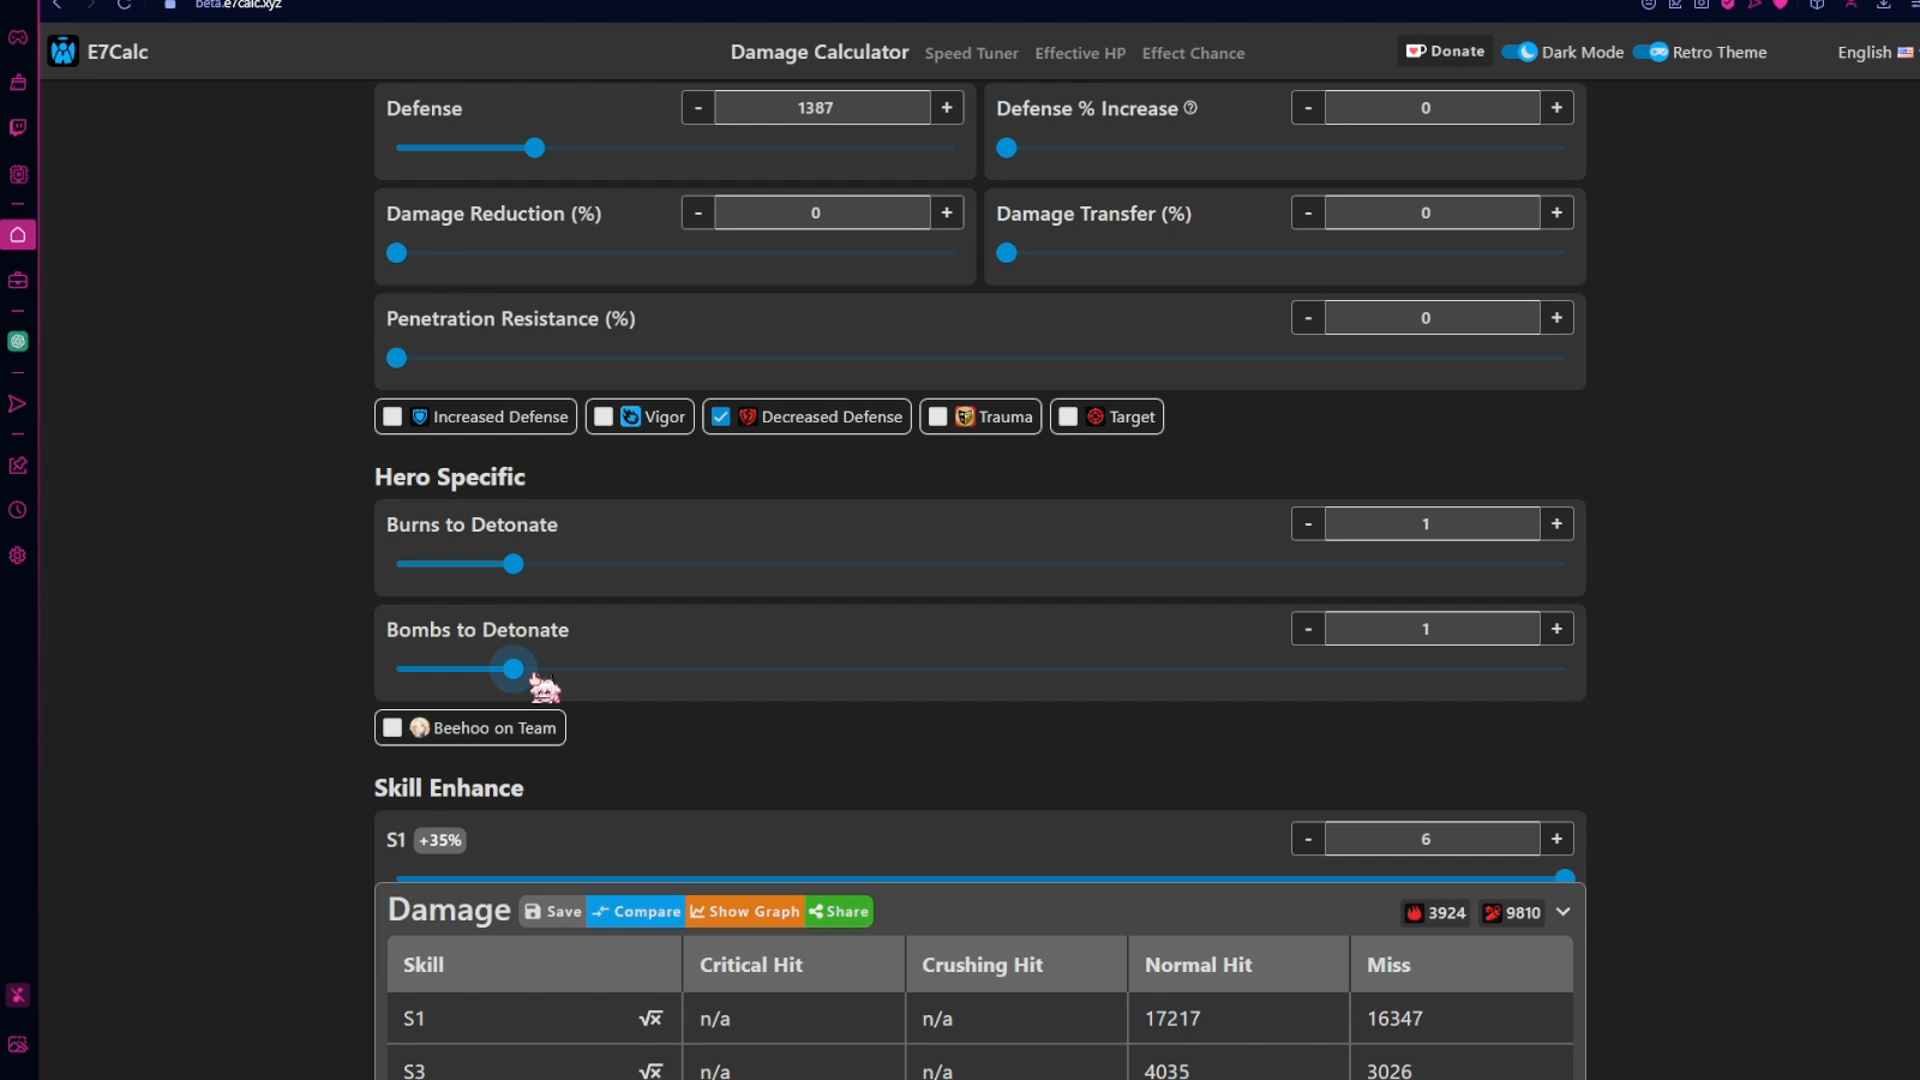 beta.e7calc.xyz
E7Calc
Damage Calculator Speed Tuner Effective HP Effect Chance
Donate Dark Mode Retro Theme English
Defense - 1387 + Defense % Increase - 0 +
Damage Reduction (%) - 0 + Damage Transfer (%) - 0 +
Penetration Resistance (%) - 0 +
Increased Defense Vigor Decreased Defense Trauma Target
Hero Specific
Burns to Detonate - 1 +
Bombs to Detonate - 1 +
Beehoo on Team
Skill Enhance
S1 +35% - 6 +
Damage Save Compare Show Graph Share 3924 9810
Skill Critical Hit Crushing Hit Normal Hit Miss
S1 √x n/a n/a 17217 16347
S3 √x n/a n/a 4035 3026